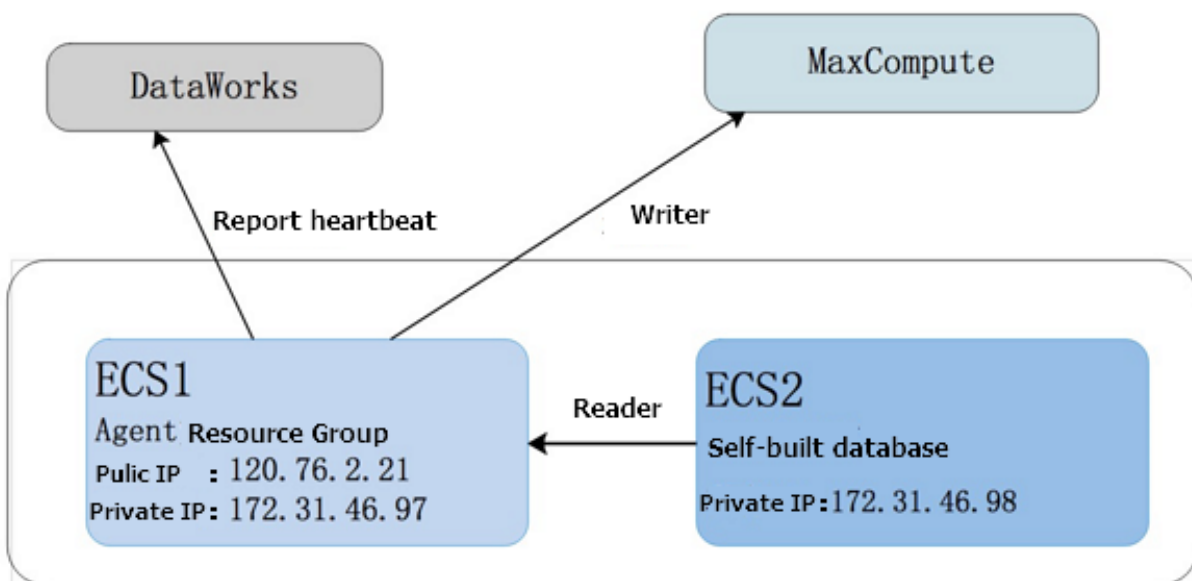 DataWorks
MaxCompute
Report heartbeat
Writer
ECS1
Agent Resource Group
Pulic IP : 120.76.2.21
Private IP: 172.31.46.97
Reader
ECS2
Self-built database
Private IP:172.31.46.98